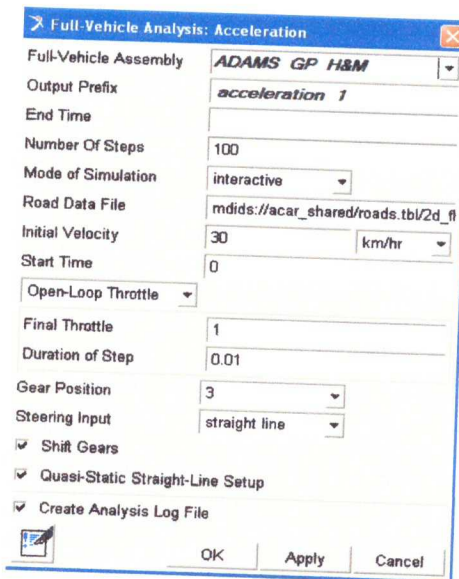 Full-Vehicle Analysis: Acceleration
Full-Vehicle Assembly ADAMS GP H&M
Output Prefix acceleration 1
End Time
Number Of Steps 100
Mode of Simulation interactive
Road Data File mdids://acar_shared/roads.tbl/2d_fl
Initial Velocity 30 km/hr
Start Time 0
Open-Loop Throttle
Final Throttle 1
Duration of Step 0.01
Gear Position 3
Steering Input straight line
Shift Gears
Quasi-Static Straight-Line Setup
Create Analysis Log File
OK Apply Cancel